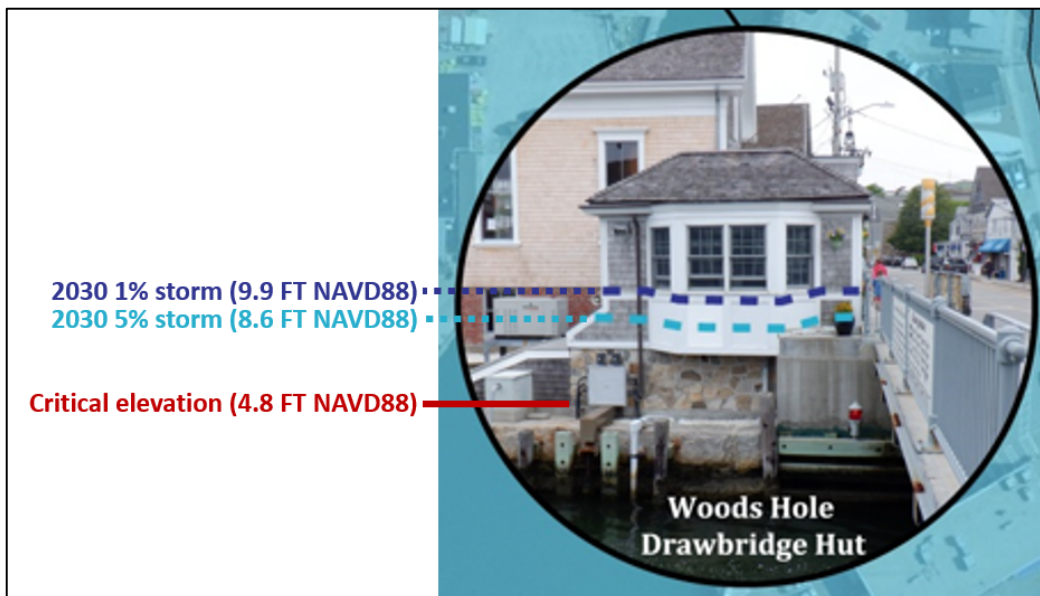 2030 1% storm (9.9 FT NAVD88)
2030 5% storm (8.6 FT NAVD88)
Critical elevation (4.8 FT NAVD88)
Woods Hole
Drawbridge Hut